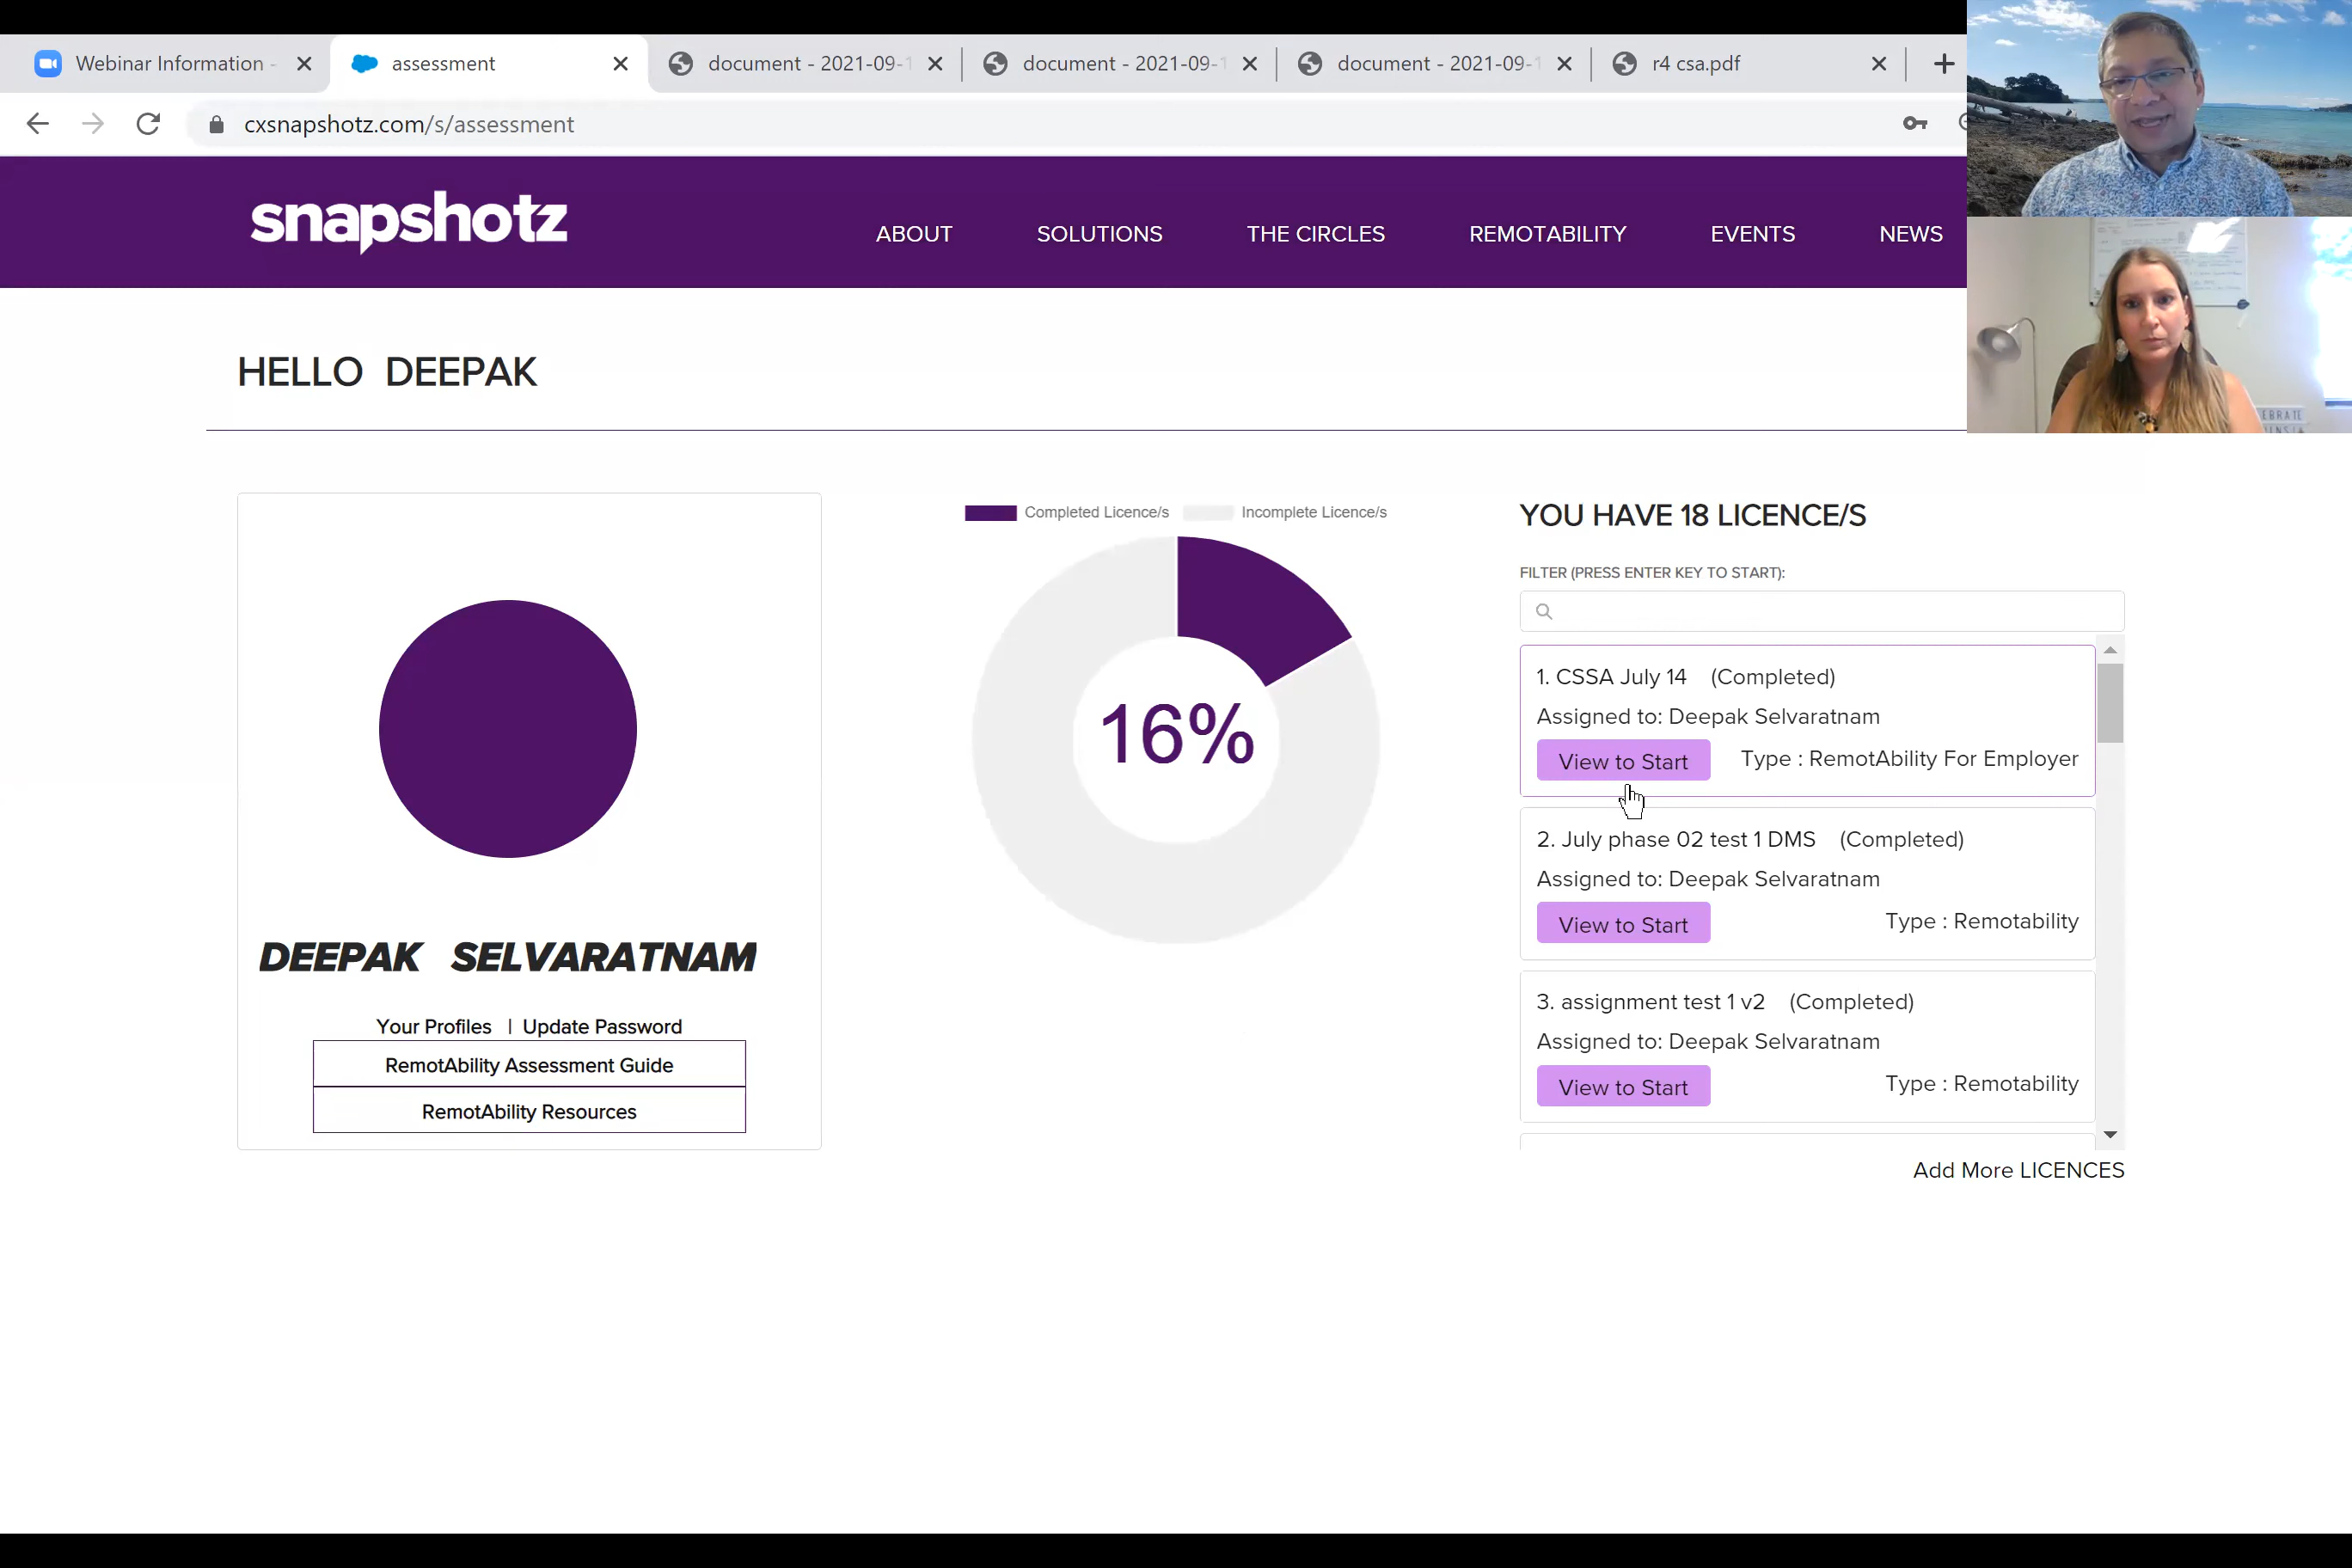 Webinar Information -
assessment
document - 2021-09-1
document - 2021-09-1
document - 2021-09-1
r4 csa.pdf
cxsnapshotz.com/s/assessment
snapshotz
ABOUT
SOLUTIONS
THE CIRCLES
REMOTABILITY
EVENTS
NEWS
EBRATE
HELLO DEEPAK
DEEPAK SELVARATNAM
Your Profiles | Update Password
RemotAbility Assessment Guide
RemotAbility Resources
Completed Licence/s
Incomplete Licence/s
16%
YOU HAVE 18 LICENCE/S
FILTER (PRESS ENTER KEY TO START):
1. CSSA July 14 (Completed)
Assigned to: Deepak Selvaratnam
View to Start Type : RemotAbility For Employer
2. July phase 02 test 1 DMS (Completed)
Assigned to: Deepak Selvaratnam
View to Start Type : Remotability
3. assignment test 1 v2 (Completed)
Assigned to: Deepak Selvaratnam
View to Start Type : Remotability
Add More LICENCES